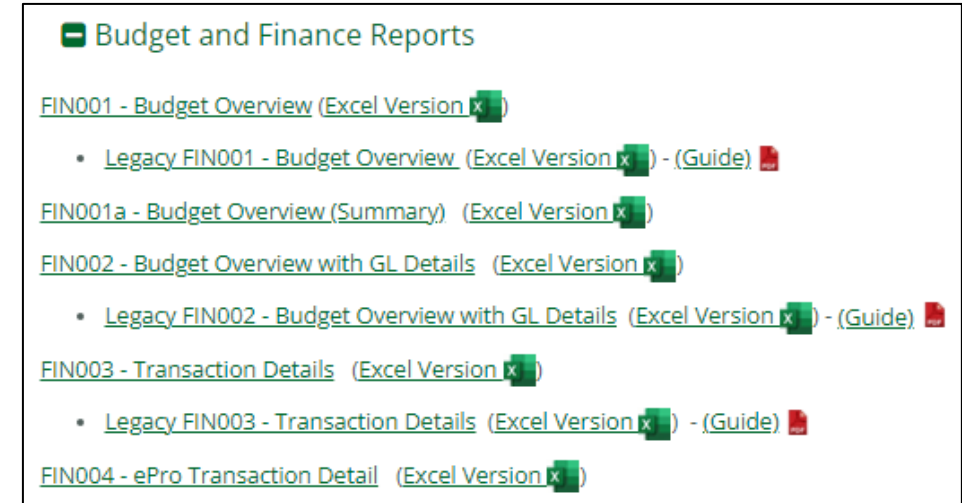 Budget and Finance Reports
FIN001 - Budget Overview (Excel Version)
• Legacy FIN001 - Budget Overview (Excel Version) - (Guide)
FIN001a - Budget Overview (Summary) (Excel Version)
FIN002 - Budget Overview with GL Details (Excel Version)
• Legacy FIN002 - Budget Overview with GL Details (Excel Version) - (Guide)
FIN003 - Transaction Details (Excel Version)
• Legacy FIN003 - Transaction Details (Excel Version) - (Guide)
FIN004 - ePro Transaction Detail (Excel Version)